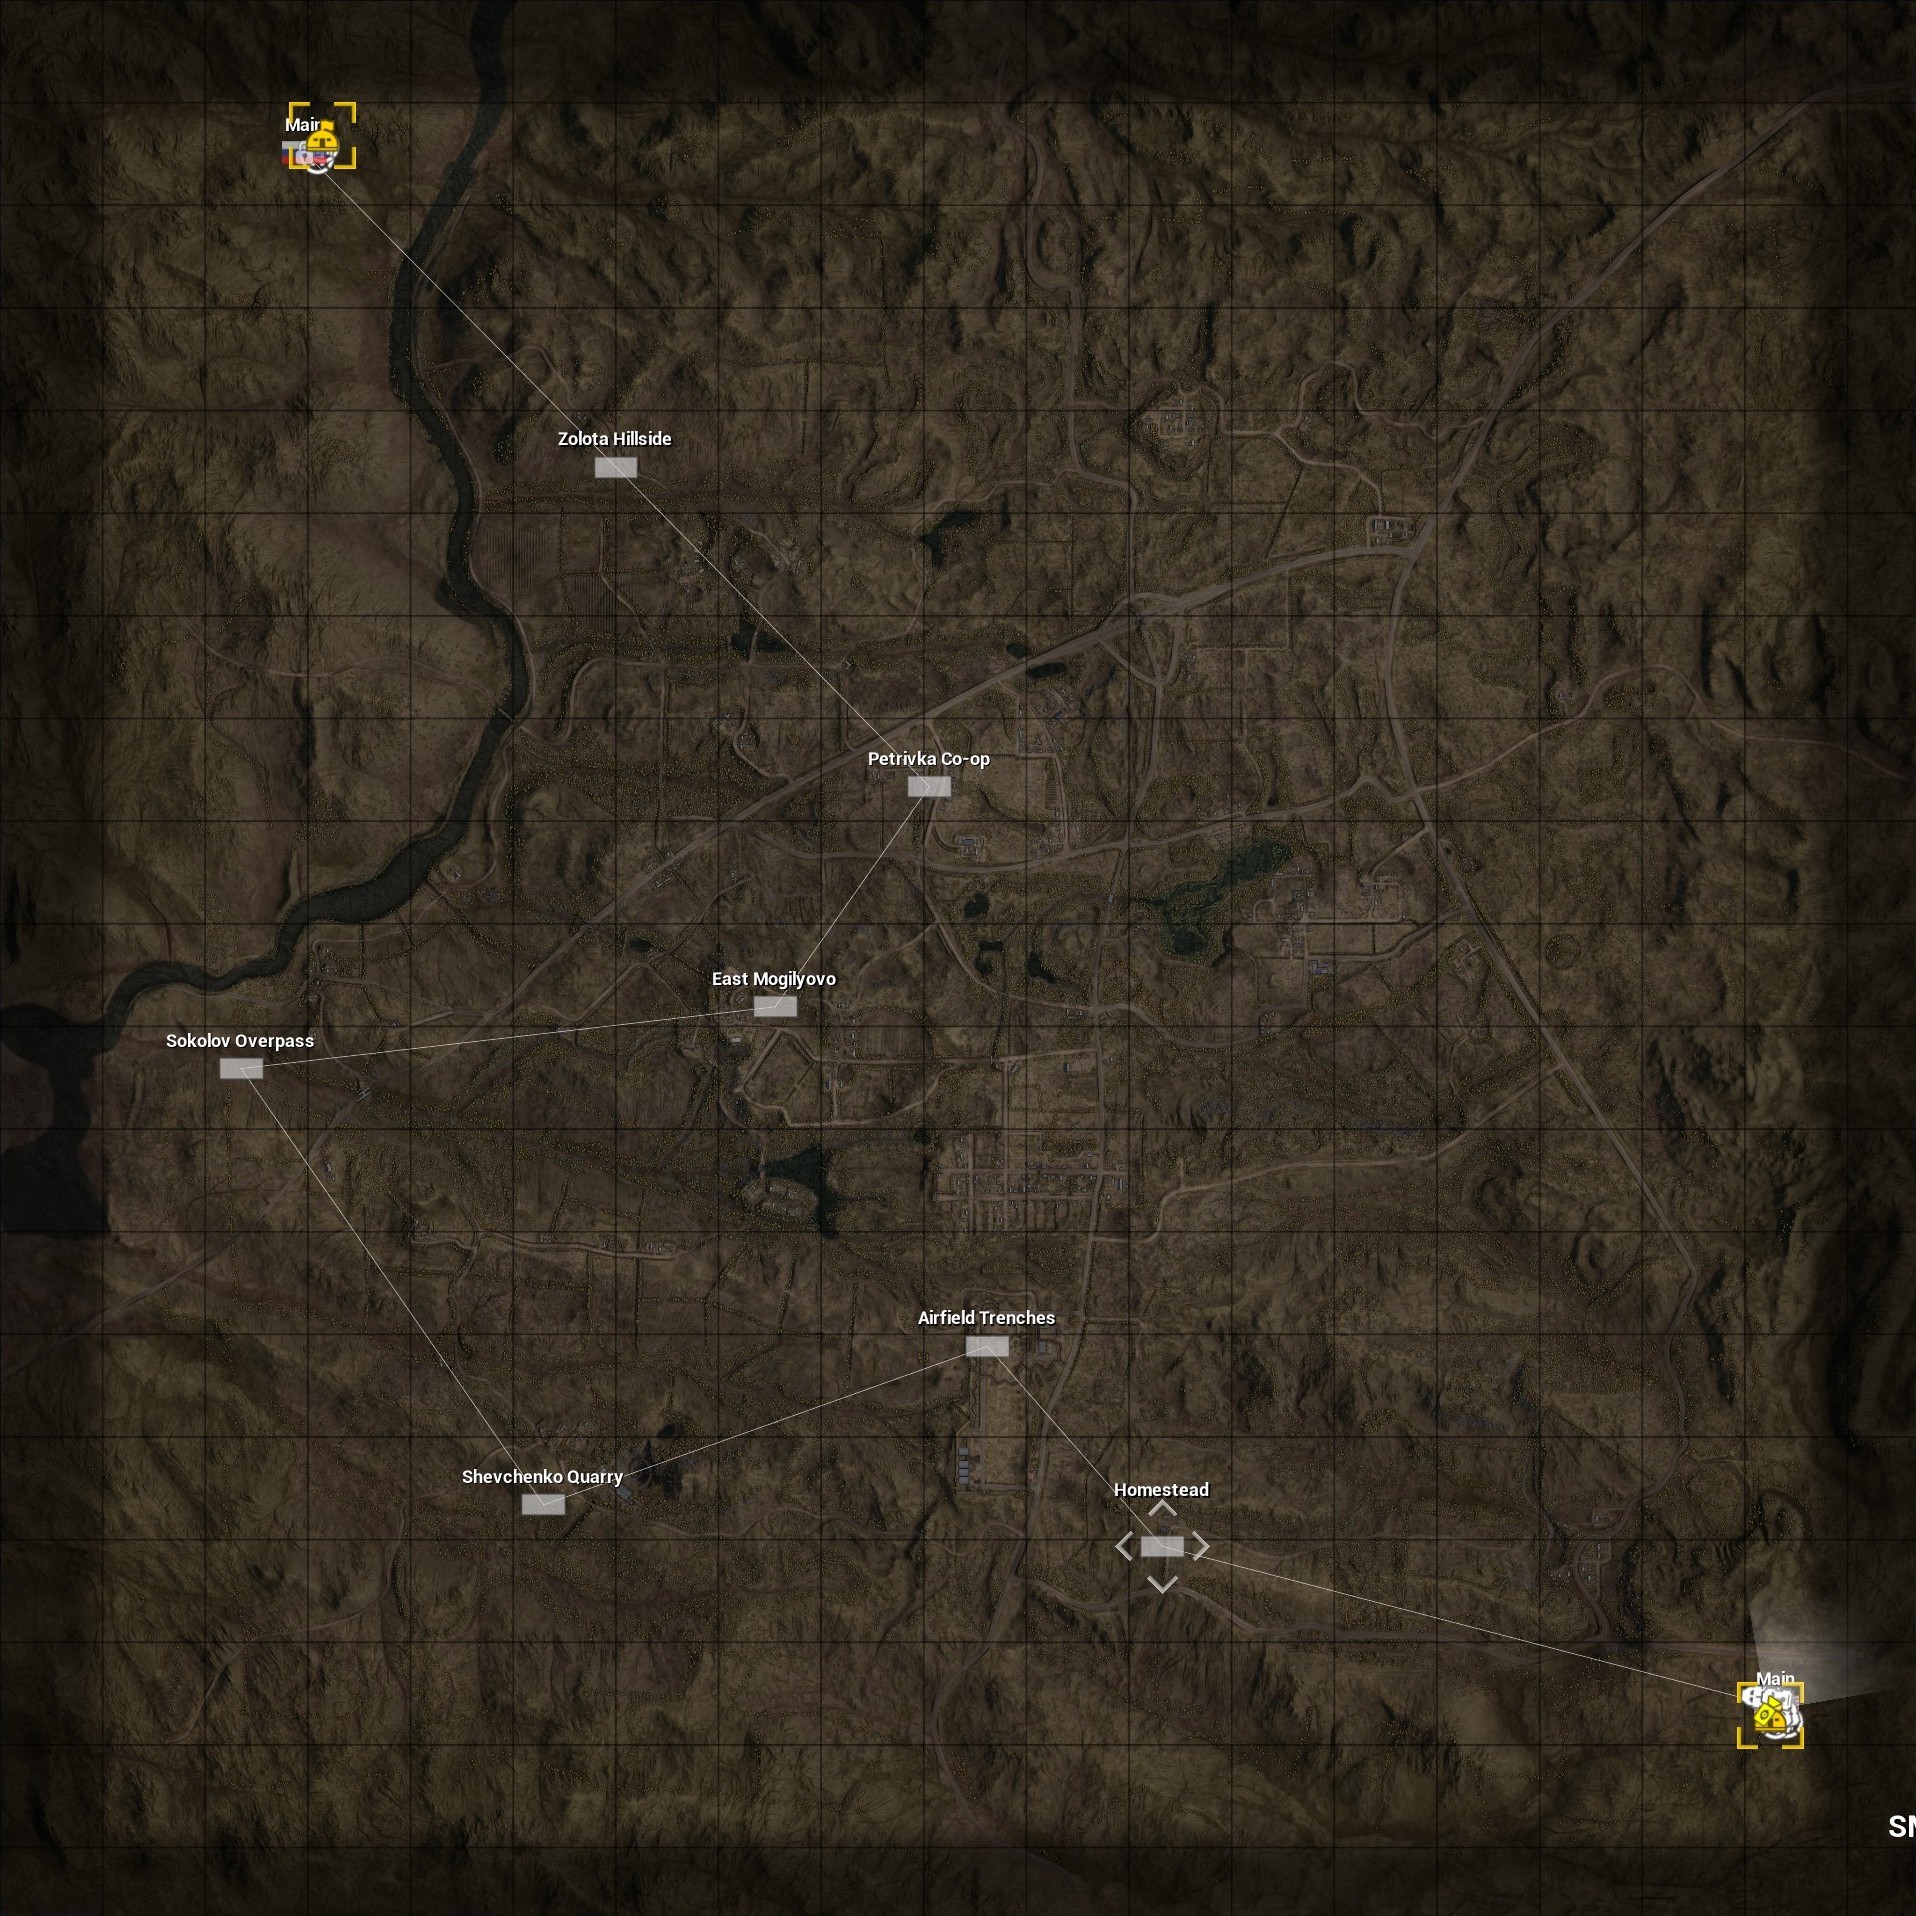 Main
Zolota Hillside
Petrivka Co-op
East Mogilyovo
Sokolov Overpass
Airfield Trenches
Shevchenko Quarry
Homestead
Main